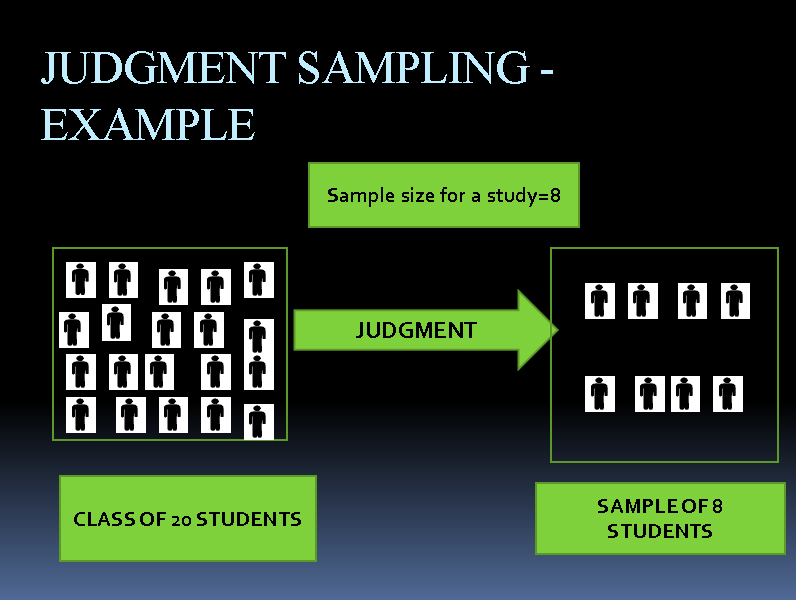 JUDGMENT SAMPLING -
EXAMPLE
Sample size for a study=8
JUDGMENT
CLASS OF 20 STUDENTS
SAMPLE OF 8
STUDENTS